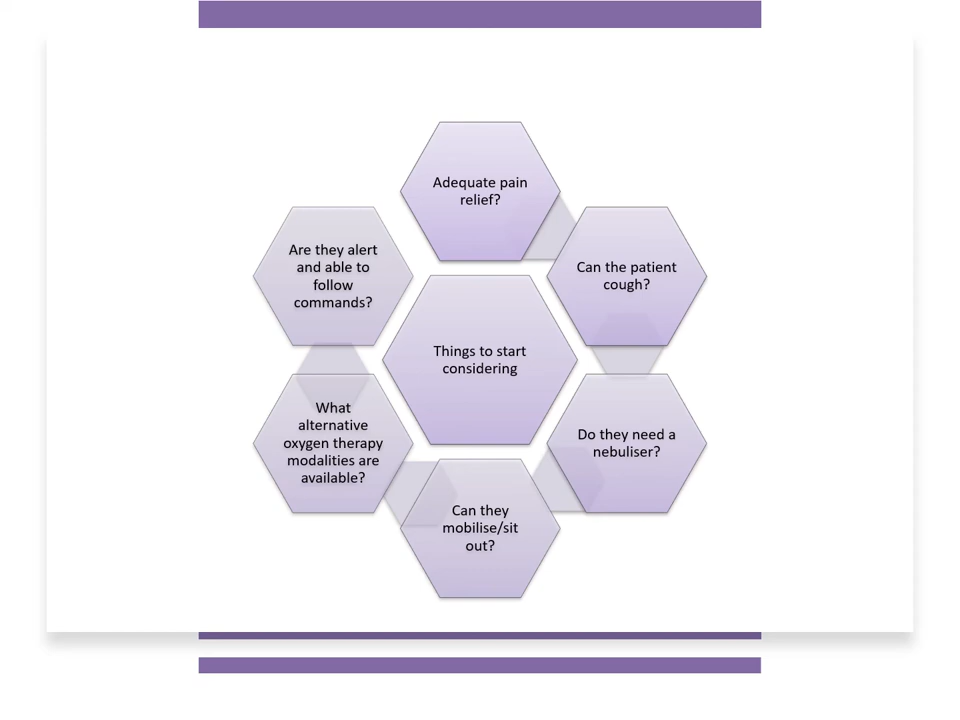 Adequate pain
relief?
Can the patient
cough?
Do they need a
nebuliser?
Can they
mobilise/sit
out?
What
alternative
oxygen therapy
modalities are
available?
Are they alert
and able to
follow
commands?
Things to start
considering